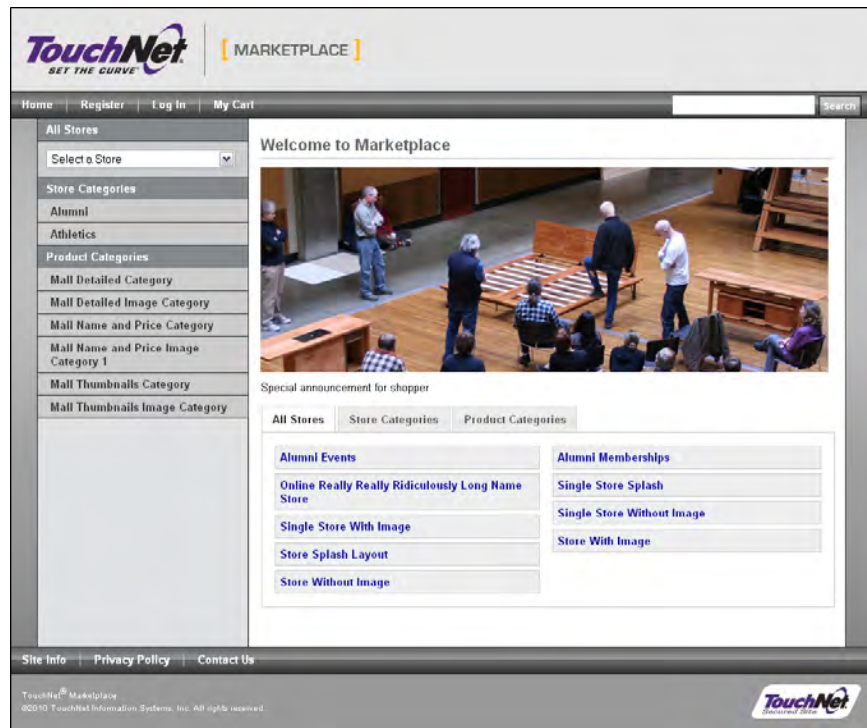 TouchNet
SET THE CURVE
[ MARKETPLACE ]
Home | Register | Log In | My Cart
Search
All Stores
Select a Store
Store Categories
Alumni
Athletics
Product Categories
Mall Detailed Category
Mall Detailed Image Category
Mall Name and Price Category
Mall Name and Price Image
Category 1
Mall Thumbnails Category
Mall Thumbnails Image Category
Welcome to Marketplace
Special announcement for shopper
All Stores
Store Categories
Product Categories
Alumni Events
Alumni Memberships
Online Really Really Ridiculously Long Name
Store
Single Store Splash
Single Store With Image
Single Store Without Image
Store Splash Layout
Store With Image
Store Without Image
Site Info | Privacy Policy | Contact Us
TouchNet® Marketplace
©2010 TouchNet Information Systems, Inc. All rights reserved.
TouchNet
Secured Site